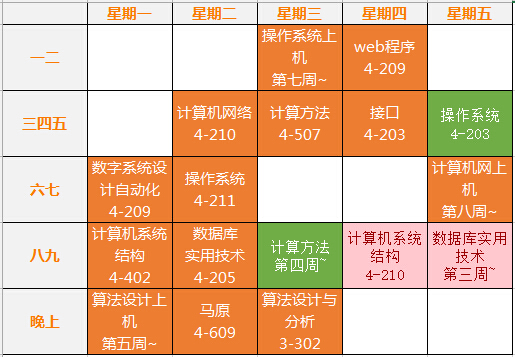 星期一 星期二 星期三 星期四 星期五
一二
操作系统上
机
第七周~
web程序
4-209
三四五
计算机网络
4-210
计算方法
4-507
接口
4-203
操作系统
4-203
六七
数字系统设
计自动化
4-209
操作系统
4-211
计算机网上
机
第八周~
八九
计算机系统
结构
4-402
数据库
实用技术
4-205
计算方法
第四周~
计算机系统
结构
4-210
数据库实用
技术
第三周~
晚上
算法设计上
机
第五周~
马原
4-609
算法设计与
分析
3-302